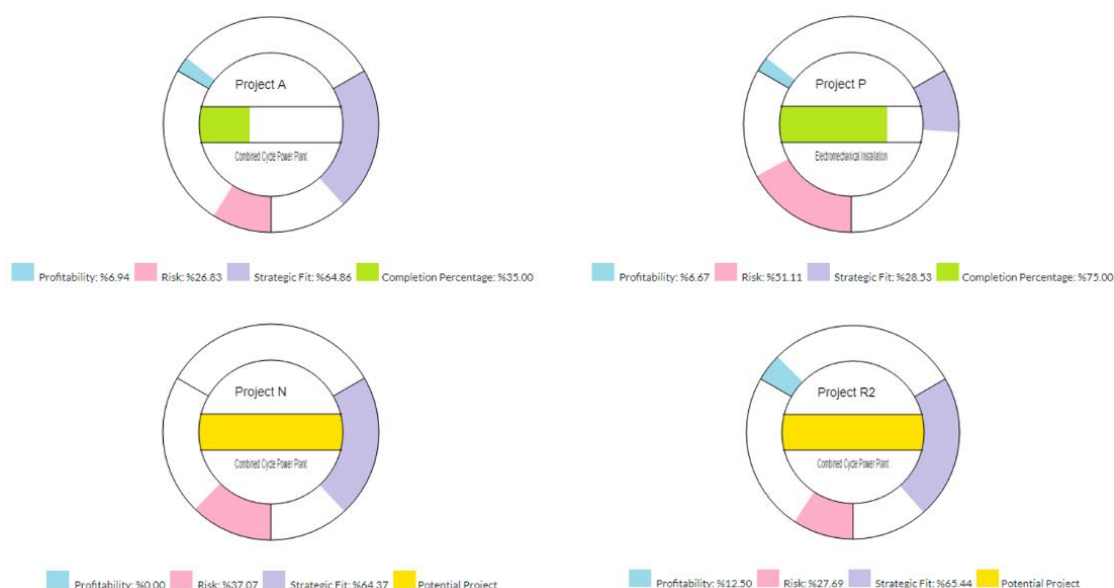 Project A
Combined Cycle Power Plant
Profitability: %6.94 Risk: %26.83 Strategic Fit: %64.86 Completion Percentage: %35.00
Project P
Electromechanical Installation
Profitability: %6.67 Risk: %51.11 Strategic Fit: %28.53 Completion Percentage: %75.00
Project N
Combined Cycle Power Plant
Profitability: %0.00 Risk: %37.07 Strategic Fit: %64.37 Potential Project
Project R2
Combined Cycle Power Plant
Profitability: %12.50 Risk: %27.69 Strategic Fit: %65.44 Potential Project